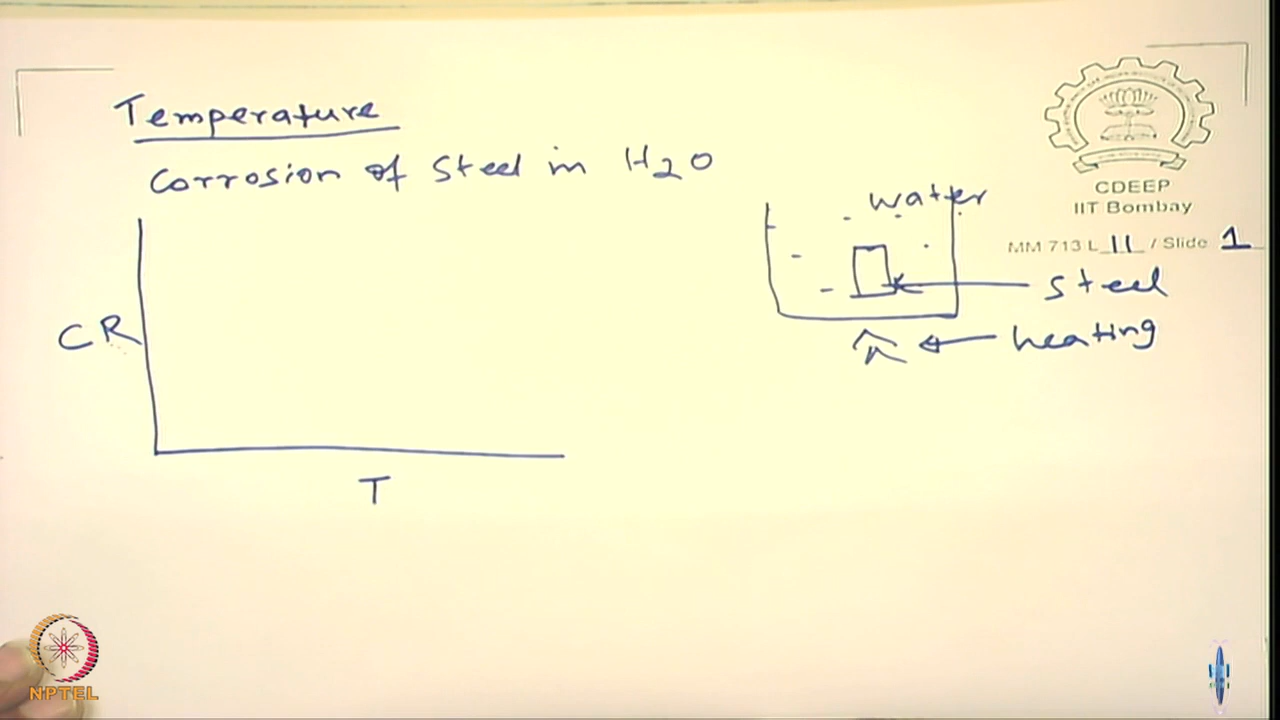 Temperature
Corrosion of Steel in H2O
CR
T
water
steel
heating
CDEEP
IIT Bombay
MM 713 L 11 / Slide 1
NPTEL